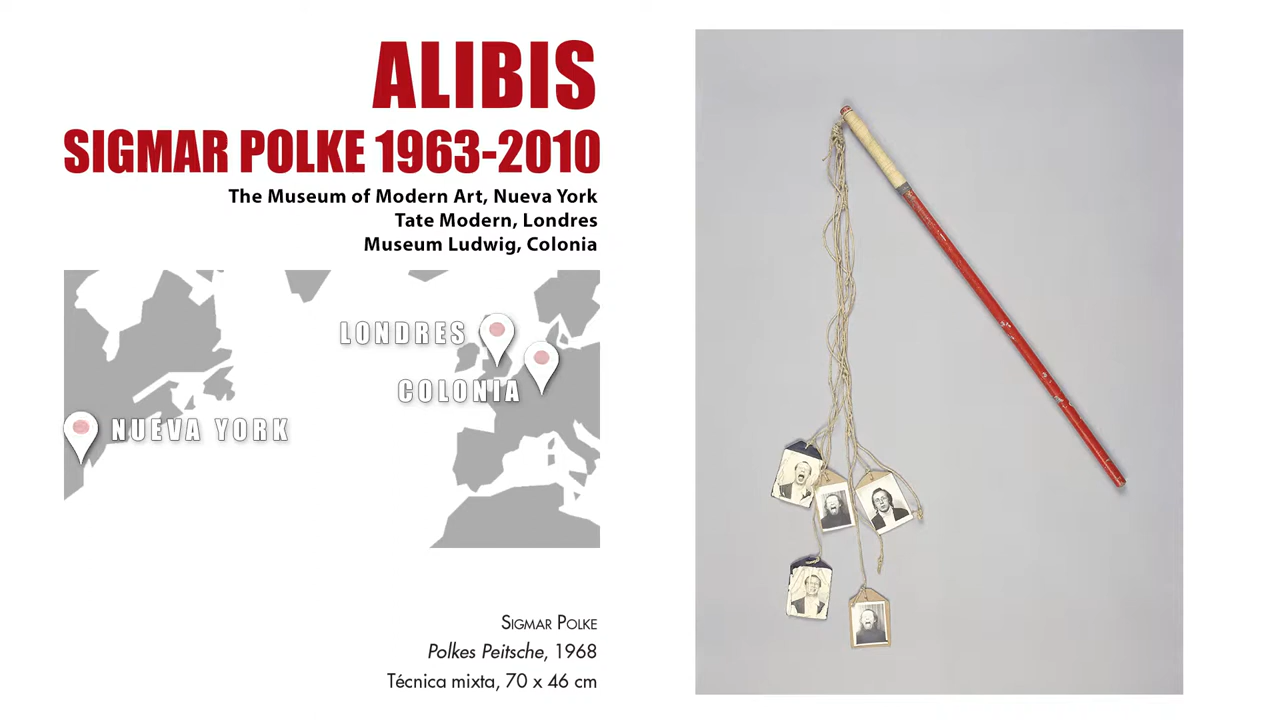 ALIBIS
SIGMAR POLKE 1963-2010
The Museum of Modern Art, Nueva York
Tate Modern, Londres
Museum Ludwig, Colonia
LONDRES
COLONIA
NUEVA YORK
Sigmar Polke
Polkes Peitsche, 1968
Técnica mixta, 70 x 46 cm